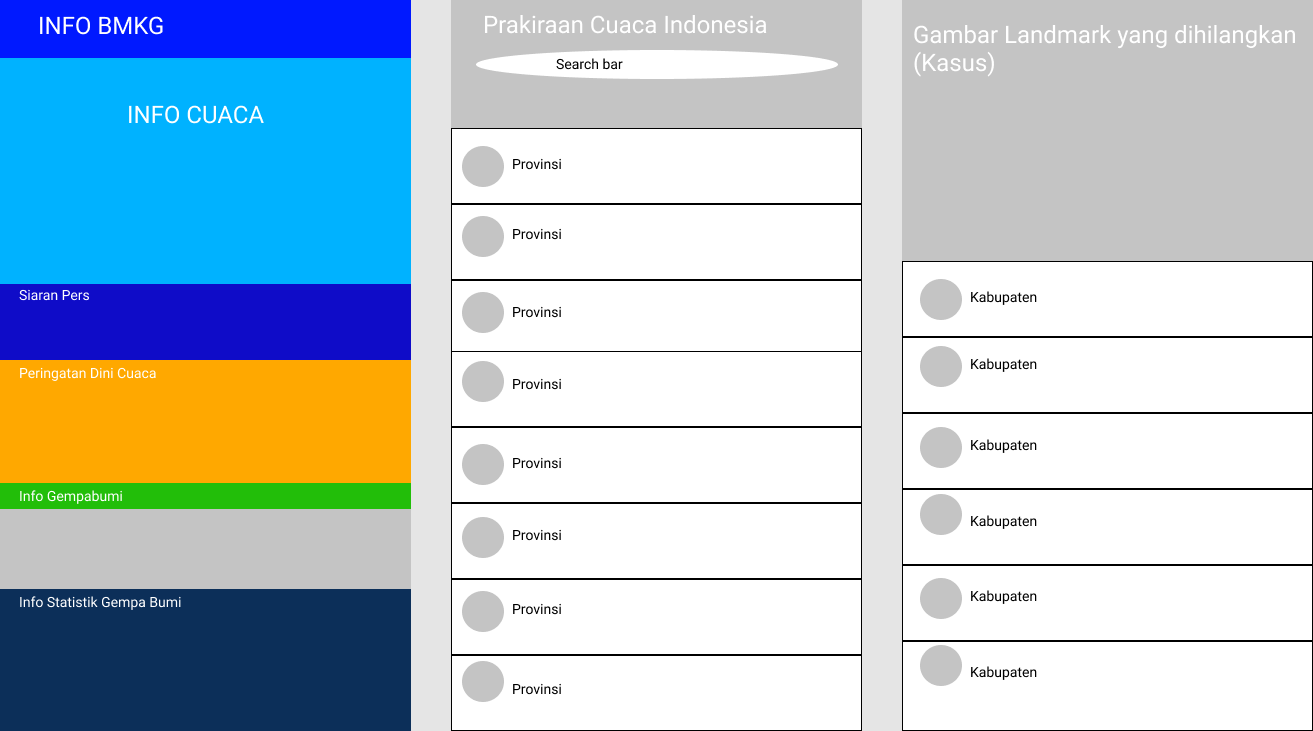 INFO BMKG
INFO CUACA
Siaran Pers
Peringatan Dini Cuaca
Info Gempabumi
Info Statistik Gempa Bumi
Prakiraan Cuaca Indonesia
Search bar
Provinsi
Provinsi
Provinsi
Provinsi
Provinsi
Provinsi
Provinsi
Provinsi
Gambar Landmark yang dihilangkan
(Kasus)
Kabupaten
Kabupaten
Kabupaten
Kabupaten
Kabupaten
Kabupaten